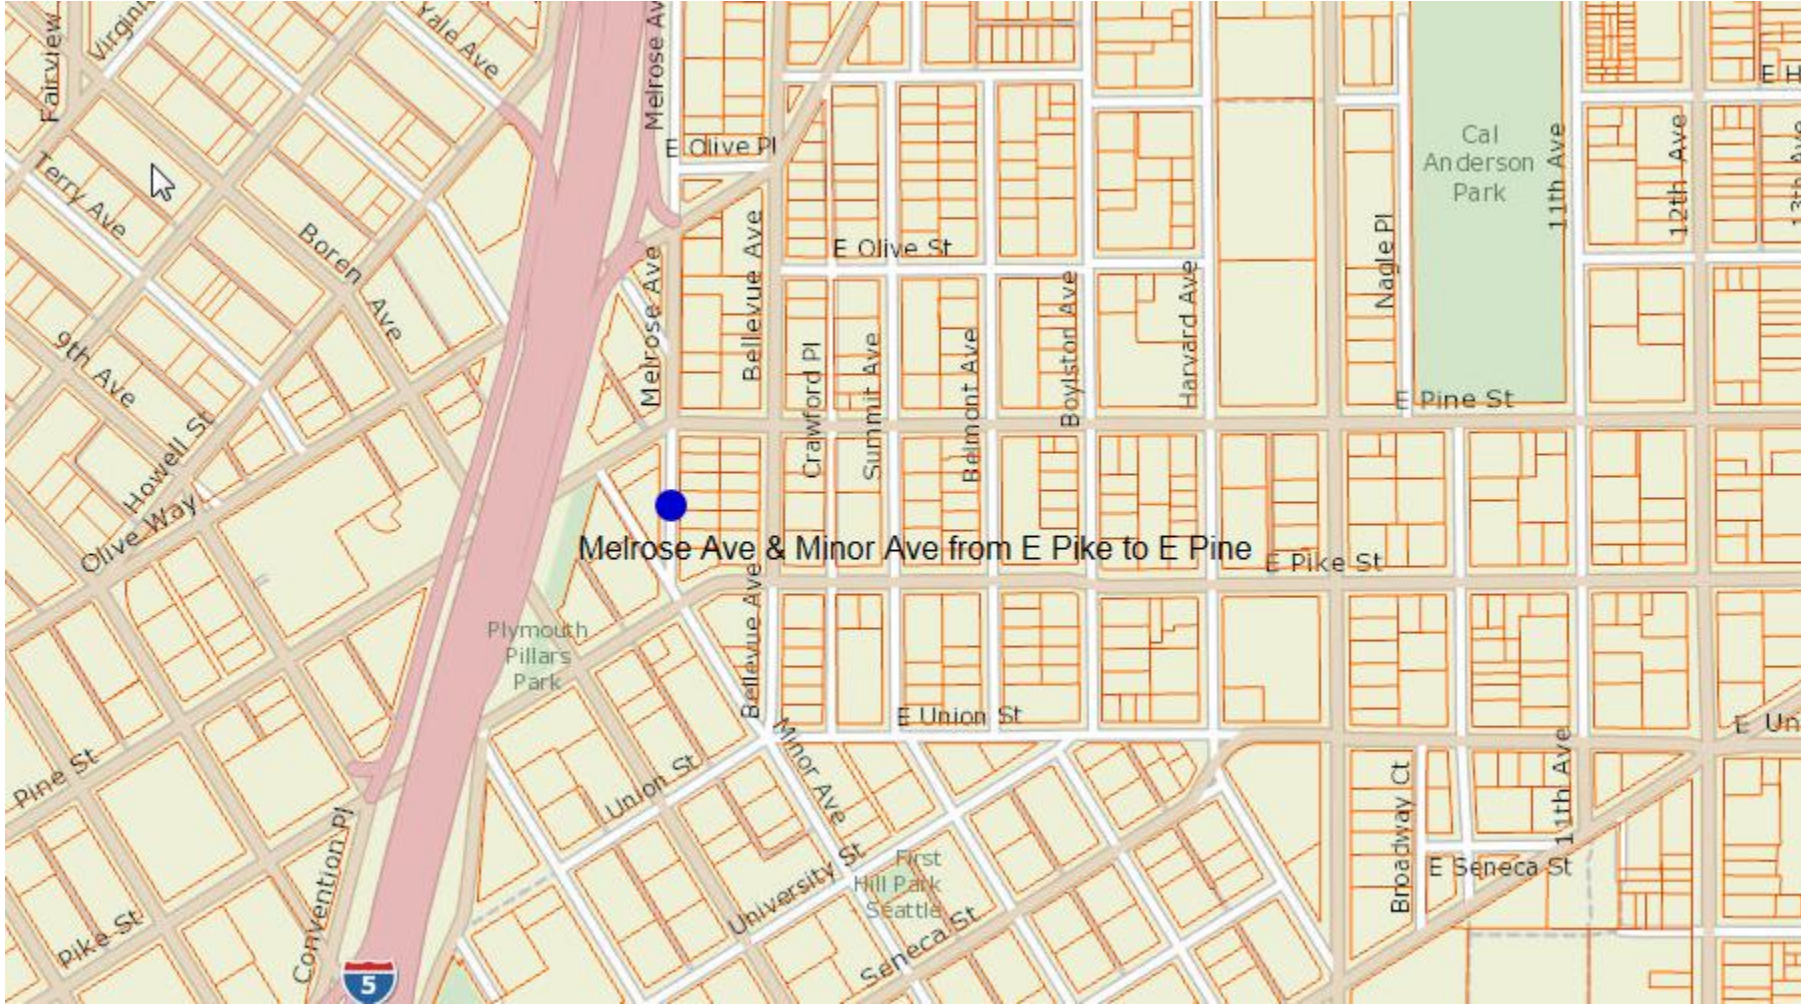 Fairview
Virginia
Yale Ave
Melrose Av
E H
Cal
Anderson
Park
11th Ave
12th Ave
13th Ave
E Olive Pl
Terry Ave
Boren Ave
Bellevue Ave
E Olive St
Nagle Pl
Melrose Ave
Boylston Ave
Harvard Ave
9th Ave
Crawford Pl
Summit Ave
Belmont Ave
E Pine St
Howell St
Olive Way
Melrose Ave & Minor Ave from E Pike to E Pine
E Pike St
Plymouth
Pillars
Park
Bellevue Ave
E Union St
E Un
Pine St
Union St
Minor Ave
Broadway Ct
11th Ave
Convention Pl
University St
First
Hill Park
- Seattle
E Seneca St
Pike St
Seneca St
5